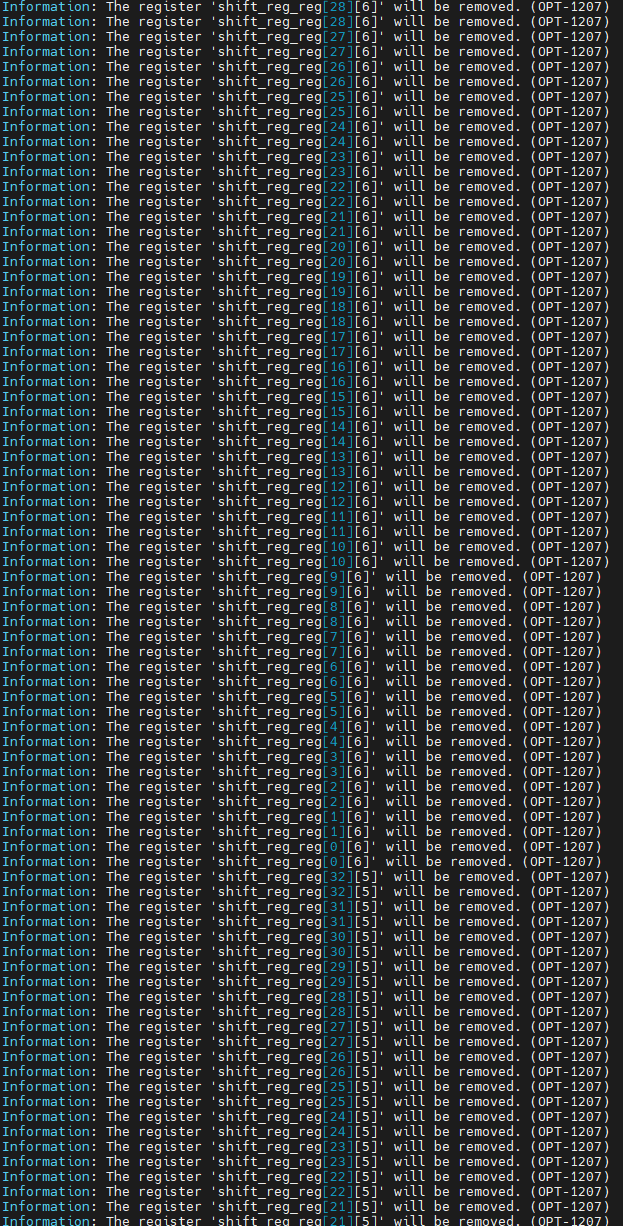 Information: The register 'shift_reg_reg[28][6]' will be removed. (OPT-1207)
Information: The register 'shift_reg_reg[28][6]' will be removed. (OPT-1207)
Information: The register 'shift_reg_reg[27][6]' will be removed. (OPT-1207)
Information: The register 'shift_reg_reg[27][6]' will be removed. (OPT-1207)
Information: The register 'shift_reg_reg[26][6]' will be removed. (OPT-1207)
Information: The register 'shift_reg_reg[26][6]' will be removed. (OPT-1207)
Information: The register 'shift_reg_reg[25][6]' will be removed. (OPT-1207)
Information: The register 'shift_reg_reg[25][6]' will be removed. (OPT-1207)
Information: The register 'shift_reg_reg[24][6]' will be removed. (OPT-1207)
Information: The register 'shift_reg_reg[24][6]' will be removed. (OPT-1207)
Information: The register 'shift_reg_reg[23][6]' will be removed. (OPT-1207)
Information: The register 'shift_reg_reg[23][6]' will be removed. (OPT-1207)
Information: The register 'shift_reg_reg[22][6]' will be removed. (OPT-1207)
Information: The register 'shift_reg_reg[22][6]' will be removed. (OPT-1207)
Information: The register 'shift_reg_reg[21][6]' will be removed. (OPT-1207)
Information: The register 'shift_reg_reg[21][6]' will be removed. (OPT-1207)
Information: The register 'shift_reg_reg[20][6]' will be removed. (OPT-1207)
Information: The register 'shift_reg_reg[20][6]' will be removed. (OPT-1207)
Information: The register 'shift_reg_reg[19][6]' will be removed. (OPT-1207)
Information: The register 'shift_reg_reg[19][6]' will be removed. (OPT-1207)
Information: The register 'shift_reg_reg[18][6]' will be removed. (OPT-1207)
Information: The register 'shift_reg_reg[18][6]' will be removed. (OPT-1207)
Information: The register 'shift_reg_reg[17][6]' will be removed. (OPT-1207)
Information: The register 'shift_reg_reg[17][6]' will be removed. (OPT-1207)
Information: The register 'shift_reg_reg[16][6]' will be removed. (OPT-1207)
Information: The register 'shift_reg_reg[16][6]' will be removed. (OPT-1207)
Information: The register 'shift_reg_reg[15][6]' will be removed. (OPT-1207)
Information: The register 'shift_reg_reg[15][6]' will be removed. (OPT-1207)
Information: The register 'shift_reg_reg[14][6]' will be removed. (OPT-1207)
Information: The register 'shift_reg_reg[14][6]' will be removed. (OPT-1207)
Information: The register 'shift_reg_reg[13][6]' will be removed. (OPT-1207)
Information: The register 'shift_reg_reg[13][6]' will be removed. (OPT-1207)
Information: The register 'shift_reg_reg[12][6]' will be removed. (OPT-1207)
Information: The register 'shift_reg_reg[12][6]' will be removed. (OPT-1207)
Information: The register 'shift_reg_reg[11][6]' will be removed. (OPT-1207)
Information: The register 'shift_reg_reg[11][6]' will be removed. (OPT-1207)
Information: The register 'shift_reg_reg[10][6]' will be removed. (OPT-1207)
Information: The register 'shift_reg_reg[10][6]' will be removed. (OPT-1207)
Information: The register 'shift_reg_reg[9][6]' will be removed. (OPT-1207)
Information: The register 'shift_reg_reg[9][6]' will be removed. (OPT-1207)
Information: The register 'shift_reg_reg[8][6]' will be removed. (OPT-1207)
Information: The register 'shift_reg_reg[8][6]' will be removed. (OPT-1207)
Information: The register 'shift_reg_reg[7][6]' will be removed. (OPT-1207)
Information: The register 'shift_reg_reg[7][6]' will be removed. (OPT-1207)
Information: The register 'shift_reg_reg[6][6]' will be removed. (OPT-1207)
Information: The register 'shift_reg_reg[6][6]' will be removed. (OPT-1207)
Information: The register 'shift_reg_reg[5][6]' will be removed. (OPT-1207)
Information: The register 'shift_reg_reg[5][6]' will be removed. (OPT-1207)
Information: The register 'shift_reg_reg[4][6]' will be removed. (OPT-1207)
Information: The register 'shift_reg_reg[4][6]' will be removed. (OPT-1207)
Information: The register 'shift_reg_reg[3][6]' will be removed. (OPT-1207)
Information: The register 'shift_reg_reg[3][6]' will be removed. (OPT-1207)
Information: The register 'shift_reg_reg[2][6]' will be removed. (OPT-1207)
Information: The register 'shift_reg_reg[2][6]' will be removed. (OPT-1207)
Information: The register 'shift_reg_reg[1][6]' will be removed. (OPT-1207)
Information: The register 'shift_reg_reg[1][6]' will be removed. (OPT-1207)
Information: The register 'shift_reg_reg[0][6]' will be removed. (OPT-1207)
Information: The register 'shift_reg_reg[0][6]' will be removed. (OPT-1207)
Information: The register 'shift_reg_reg[32][5]' will be removed. (OPT-1207)
Information: The register 'shift_reg_reg[32][5]' will be removed. (OPT-1207)
Information: The register 'shift_reg_reg[31][5]' will be removed. (OPT-1207)
Information: The register 'shift_reg_reg[31][5]' will be removed. (OPT-1207)
Information: The register 'shift_reg_reg[30][5]' will be removed. (OPT-1207)
Information: The register 'shift_reg_reg[30][5]' will be removed. (OPT-1207)
Information: The register 'shift_reg_reg[29][5]' will be removed. (OPT-1207)
Information: The register 'shift_reg_reg[29][5]' will be removed. (OPT-1207)
Information: The register 'shift_reg_reg[28][5]' will be removed. (OPT-1207)
Information: The register 'shift_reg_reg[28][5]' will be removed. (OPT-1207)
Information: The register 'shift_reg_reg[27][5]' will be removed. (OPT-1207)
Information: The register 'shift_reg_reg[27][5]' will be removed. (OPT-1207)
Information: The register 'shift_reg_reg[26][5]' will be removed. (OPT-1207)
Information: The register 'shift_reg_reg[26][5]' will be removed. (OPT-1207)
Information: The register 'shift_reg_reg[25][5]' will be removed. (OPT-1207)
Information: The register 'shift_reg_reg[25][5]' will be removed. (OPT-1207)
Information: The register 'shift_reg_reg[24][5]' will be removed. (OPT-1207)
Information: The register 'shift_reg_reg[24][5]' will be removed. (OPT-1207)
Information: The register 'shift_reg_reg[23][5]' will be removed. (OPT-1207)
Information: The register 'shift_reg_reg[23][5]' will be removed. (OPT-1207)
Information: The register 'shift_reg_reg[22][5]' will be removed. (OPT-1207)
Information: The register 'shift_reg_reg[22][5]' will be removed. (OPT-1207)
Information: The register 'shift_reg_reg[21][5]' will be removed. (OPT-1207)
Information: The register 'shift_reg_reg[21][5]' will be removed. (OPT-1207)